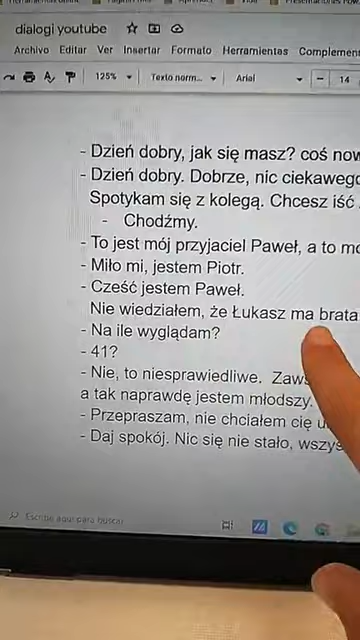 dialogi youtube
Archivo Editar Ver Insertar Formato Herramientas Complemen
125% Texto norm... Arial 14
- Dzień dobry, jak się masz? coś now
- Dzień dobry. Dobrze, nic ciekawego
Spotykam się z kolegą. Chcesz iść
- Chodźmy.
- To jest mój przyjaciel Paweł, a to mó
- Miło mi, jestem Piotr.
- Cześć jestem Paweł.
Nie wiedziałem, że Łukasz ma brata
- Na ile wyglądam?
- 41?
- Nie, to niesprawiedliwe. Zaws
a tak naprawdę jestem młodszy.
- Przepraszam, nie chciałem cię u
- Daj spokój. Nic się nie stało, wszys
Escribe aquí para buscar